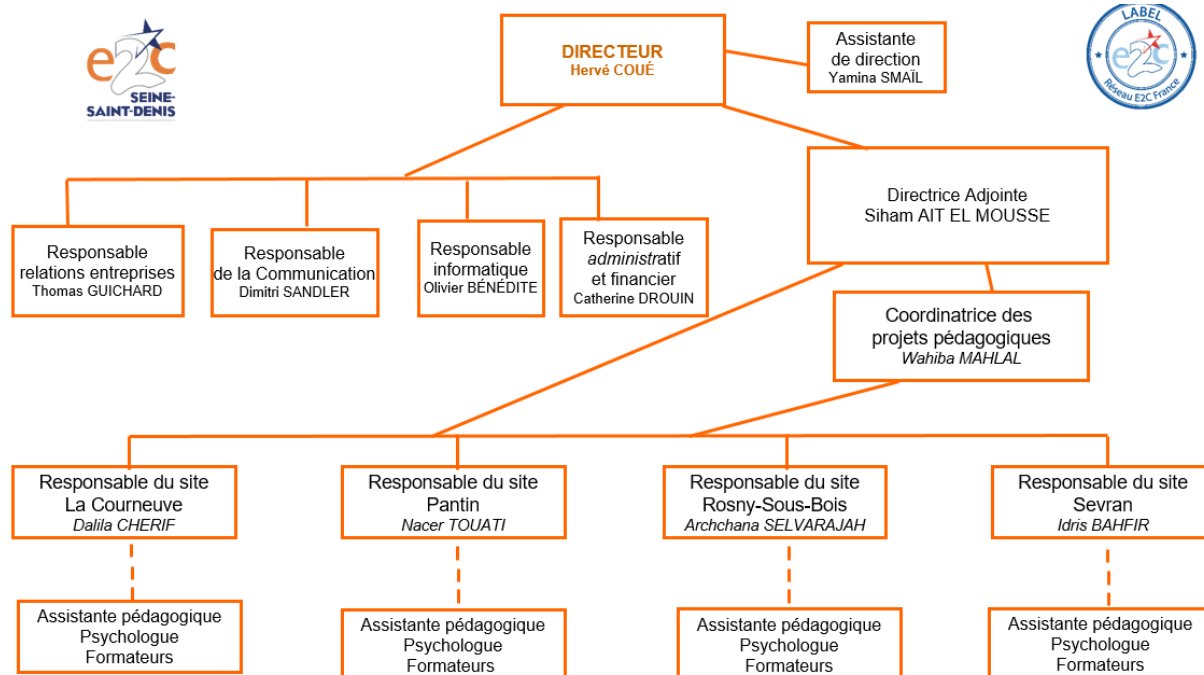 e2c
SEINE-
SAINT-DENIS
DIRECTEUR
Hervé COUÉ
Assistante
de direction
Yamina SMAÏL
LABEL
e2c
Réseau E2C France
Directrice Adjointe
Siham AIT EL MOUSSE
Responsable
relations entreprises
Thomas GUICHARD
Responsable
de la Communication
Dimitri SANDLER
Responsable
informatique
Olivier BÉNÉDITE
Responsable
administratif
et financier
Catherine DROUIN
Coordinatrice des
projets pédagogiques
Wahiba MAHLAL
Responsable du site
La Courneuve
Dalila CHERIF
Responsable du site
Pantin
Nacer TOUATI
Responsable du site
Rosny-Sous-Bois
Archchana SELVARAJAH
Responsable du site
Sevran
Idris BAHFIR
Assistante pédagogique
Psychologue
Formateurs
Assistante pédagogique
Psychologue
Formateurs
Assistante pédagogique
Psychologue
Formateurs
Assistante pédagogique
Psychologue
Formateurs